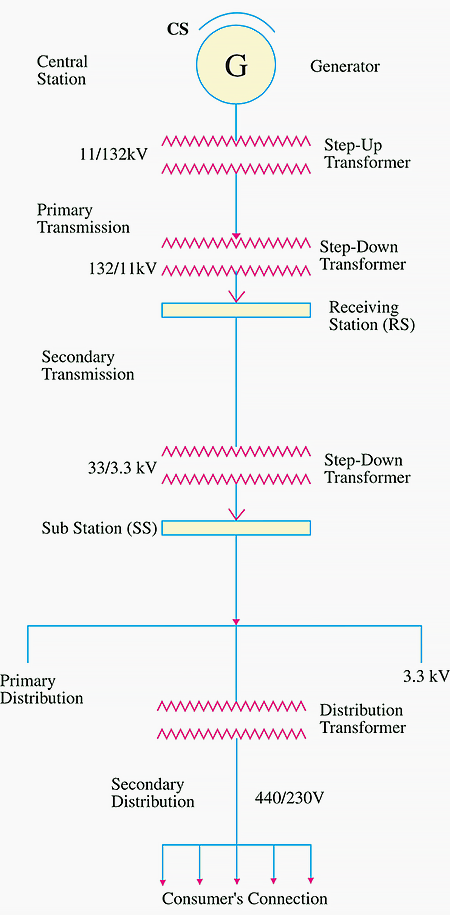 CS
G
Central
Station
Generator
11/132kV
Step-Up
Transformer
Primary
Transmission
Step-Down
Transformer
132/11kV
Receiving
Station (RS)
Secondary
Transmission
33/3.3 kV
Step-Down
Transformer
Sub Station (SS)
Primary
Distribution
3.3 kV
Distribution
Transformer
Secondary
Distribution
440/230V
Consumer's Connection